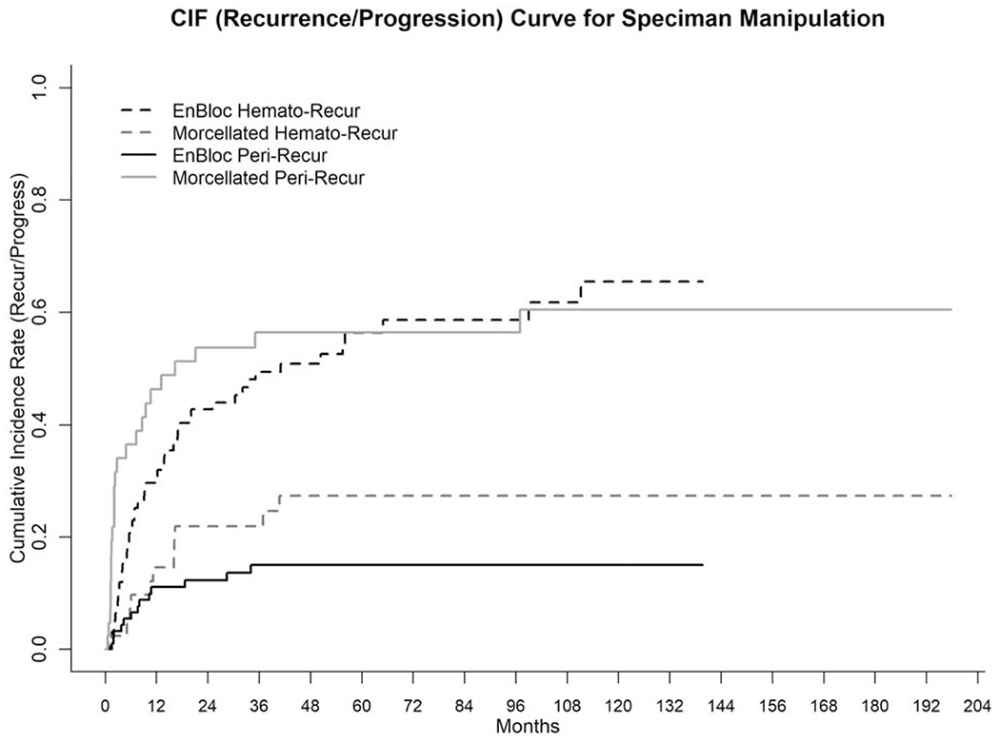 CIF (Recurrence/Progression) Curve for Speciman Manipulation
EnBloc Hemato-Recur
Morcellated Hemato-Recur
EnBloc Peri-Recur
Morcellated Peri-Recur
Cumulative Incidence Rate (Recur/Progress)
1.0
0.8
0.6
0.4
0.2
0.0
0 12 24 36 48 60 72 84 96 108 120 132 144 156 168 180 192 204
Months